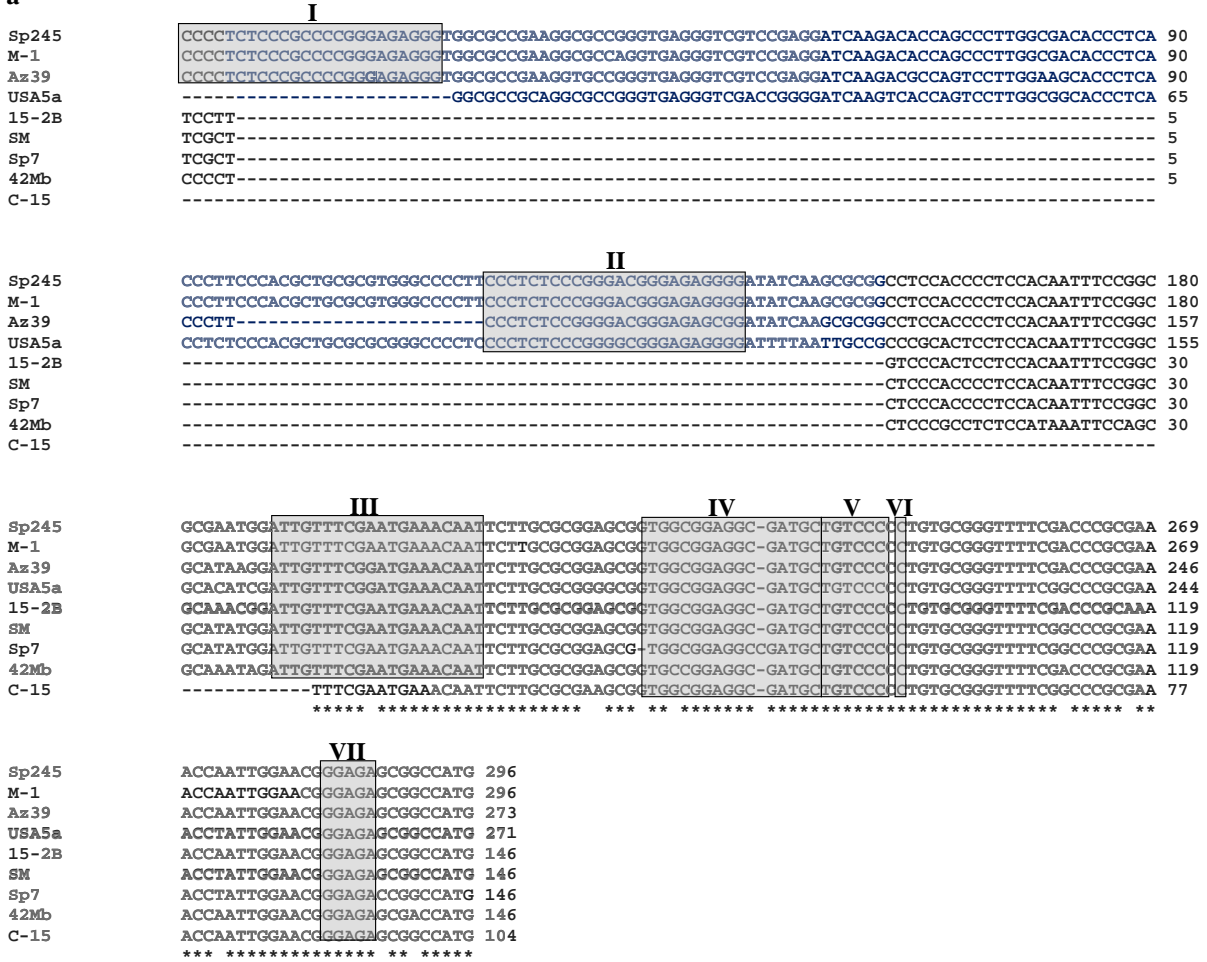 a
I
Sp245 CCCCTCTCCCGCCCCGGGAGAGGGTGGCGCCGAAGGCGCCGGGTGAGGGTCGTCCGAGGATCAAGACACCAGCCCTTGGCGACACCCTCA 90
M-1 CCCCTCTCCCGCCCCGGGAGAGGGTGGCGCCGAAGGCGCCAGGTGAGGGTCGTCCGAGGATCAAGACACCAGCCCTTGGCGACACCCTCA 90
Az39 CCCCTCTCCCGCCCCGGGAGAGGGTGGCGCCGAAGGTGCCGGGTGAGGGTCGTCCGAGGATCAAGACGCCAGTCCTTGGAAGCACCCTCA 90
USA5a -------------------------GGCGCCGCAGGCGCCGGGTGAGGGTCGACCGGGGATCAAGTCACCAGTCCTTGGCGGCACCCTCA 65
15-2B TCCTT------------------------------------------------------------------------------------- 5
SM TCGCT------------------------------------------------------------------------------------- 5
Sp7 TCGCT------------------------------------------------------------------------------------- 5
42Mb CCCCT------------------------------------------------------------------------------------- 5
C-15 ------------------------------------------------------------------------------------------
II
Sp245 CCCTTCCCACGCTGCGCGTGGGCCCCTTCCCTCTCCCGGGACGGGAGAGGGGATATCAAGCGCGGCCTCCACCCCTCCACAATTTCCGGC 180
M-1 CCCTTCCCACGCTGCGCGTGGGCCCCTTCCCTCTCCCGGGACGGGAGAGGGGATATCAAGCGCGGCCTCCACCCCTCCACAATTTCCGGC 180
Az39 CCCTT-----------------------CCCTCTCCGGGGACGGGAGAGCGGATATCAAGCGCGGCCTCCACCCCTCCACAATTTCCGGC 157
USA5a CCTCTCCCACGCTGCGCGCGGGCCCCTCCCCTCTCCCGGGGCGGGAGAGGGGATTTTAATTGCCGCCCGCACTCCTCCACAATTTCCGGC 155
15-2B -----------------------------------------------------------------GTCCCACTCCTCCACAATTTCCGGC 30
SM -----------------------------------------------------------------CTCCCACCCCTCCACAATTTCCGGC 30
Sp7 -----------------------------------------------------------------CTCCCACCCCTCCACAATTTCCGGC 30
42Mb -----------------------------------------------------------------CTCCCGCCTCTCCATAAATTCCAGC 30
C-15 ------------------------------------------------------------------------------------------
III IV V VI
Sp245 GCGAATGGATTGTTTCGAATGAAACAATTCTTGCGCGGAGCGGTGGCGGAGGC-GATGCTGTCCCCCTGTGCGGGTTTTCGACCCGCGAA 269
M-1 GCGAATGGATTGTTTCGAATGAAACAATTCTTGCGCGGAGCGGTGGCGGAGGC-GATGCTGTCCCCCTGTGCGGGTTTTCGACCCGCGAA 269
Az39 GCATAAGGATTGTTTCGGATGAAACAATTCTTGCGCGGAGCGGTGGCGGAGGC-GATGCTGTCCCCCTGTGCGGGTTTTCGACCCGCGAA 246
USA5a GCACATCGATTGTTTCGGATGAAACAATTCTTGCGCGGGGCGGTGGCGGAGGC-GATGCTGTCCCCCTGTGCGGGTTTTCGGCCCGCGAA 244
15-2B GCAAACGGATTGTTTCGAATGAAACAATTCTTGCGCGGAGCGGTGGCGGAGGC-GATGCTGTCCCCCTGTGCGGGTTTTCGACCCGCAAA 119
SM GCATATGGATTGTTTCGAATGAAACAATTCTTGCGCGGAGCGGTGGCGGAGGC-GATGCTGTCCCCCTGTGCGGGTTTTCGGCCCGCGAA 119
Sp7 GCATATGGATTGTTTCGAATGAAACAATTCTTGCGCGGAGCG-TGGCGGAGGCCGATGCTGTCCCCCTGTGCGGGTTTTCGGCCCGCGAA 119
42Mb GCAAATAGATTGTTTCGAATGAAACAATTCTTGCGCGGAGCGGTGCCGGAGGC-GATGCTGTCCCCCTGTGCGGGTTTTCGACCCGCGAA 119
C-15 ------------TTTCGAATGAAACAATTCTTGCGCGAAGCGGTGGCGGAGGC-GATGCTGTCCCCCTGTGCGGGTTTTCGGCCCGCGAA 77
***** ******************* *** ** ******* *************************** ***** **
VII
Sp245 ACCAATTGGAACGGGAGAGCGGCCATG 296
M-1 ACCAATTGGAACGGGAGAGCGGCCATG 296
Az39 ACCAATTGGAACGGGAGAGCGGCCATG 273
USA5a ACCTATTGGAACGGGAGAGCGGCCATG 271
15-2B ACCAATTGGAACGGGAGAGCGGCCATG 146
SM ACCTATTGGAACGGGAGAGCGGCCATG 146
Sp7 ACCTATTGGAACGGGAGACCGGCCATG 146
42Mb ACCAATTGGAACGGGAGAGCGACCATG 146
C-15 ACCAATTGGAACGGGAGAGCGGCCATG 104
*** ************** ** *****